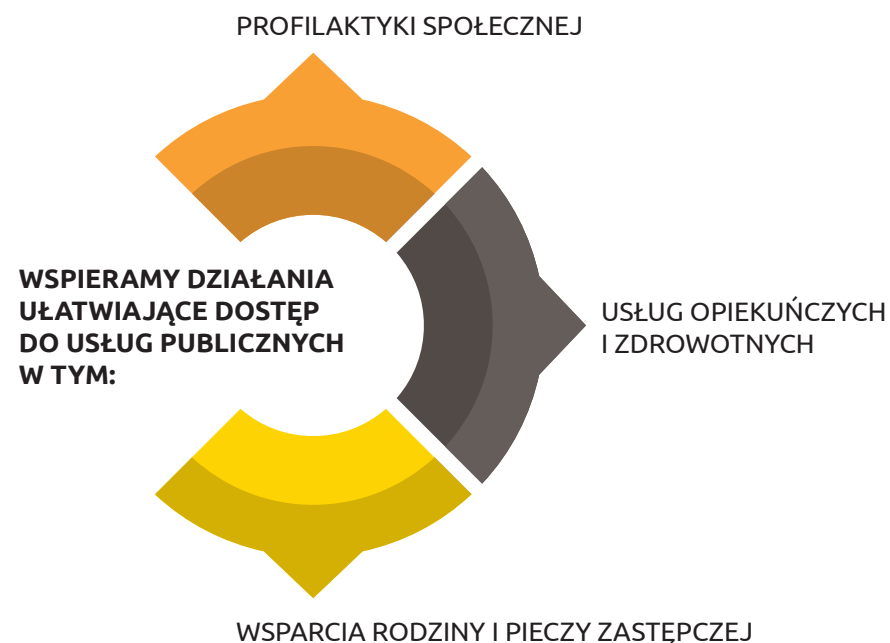 PROFILAKTYKI SPOŁECZNEJ
WSPIERAMY DZIAŁANIA
UŁATWIAJĄCE DOSTĘP
DO USŁUG PUBLICZNYCH
W TYM:
USŁUG OPIEKUŃCZYCH
I ZDROWOTNYCH
WSPARCIA RODZINY I PIECZY ZASTĘPCZEJ